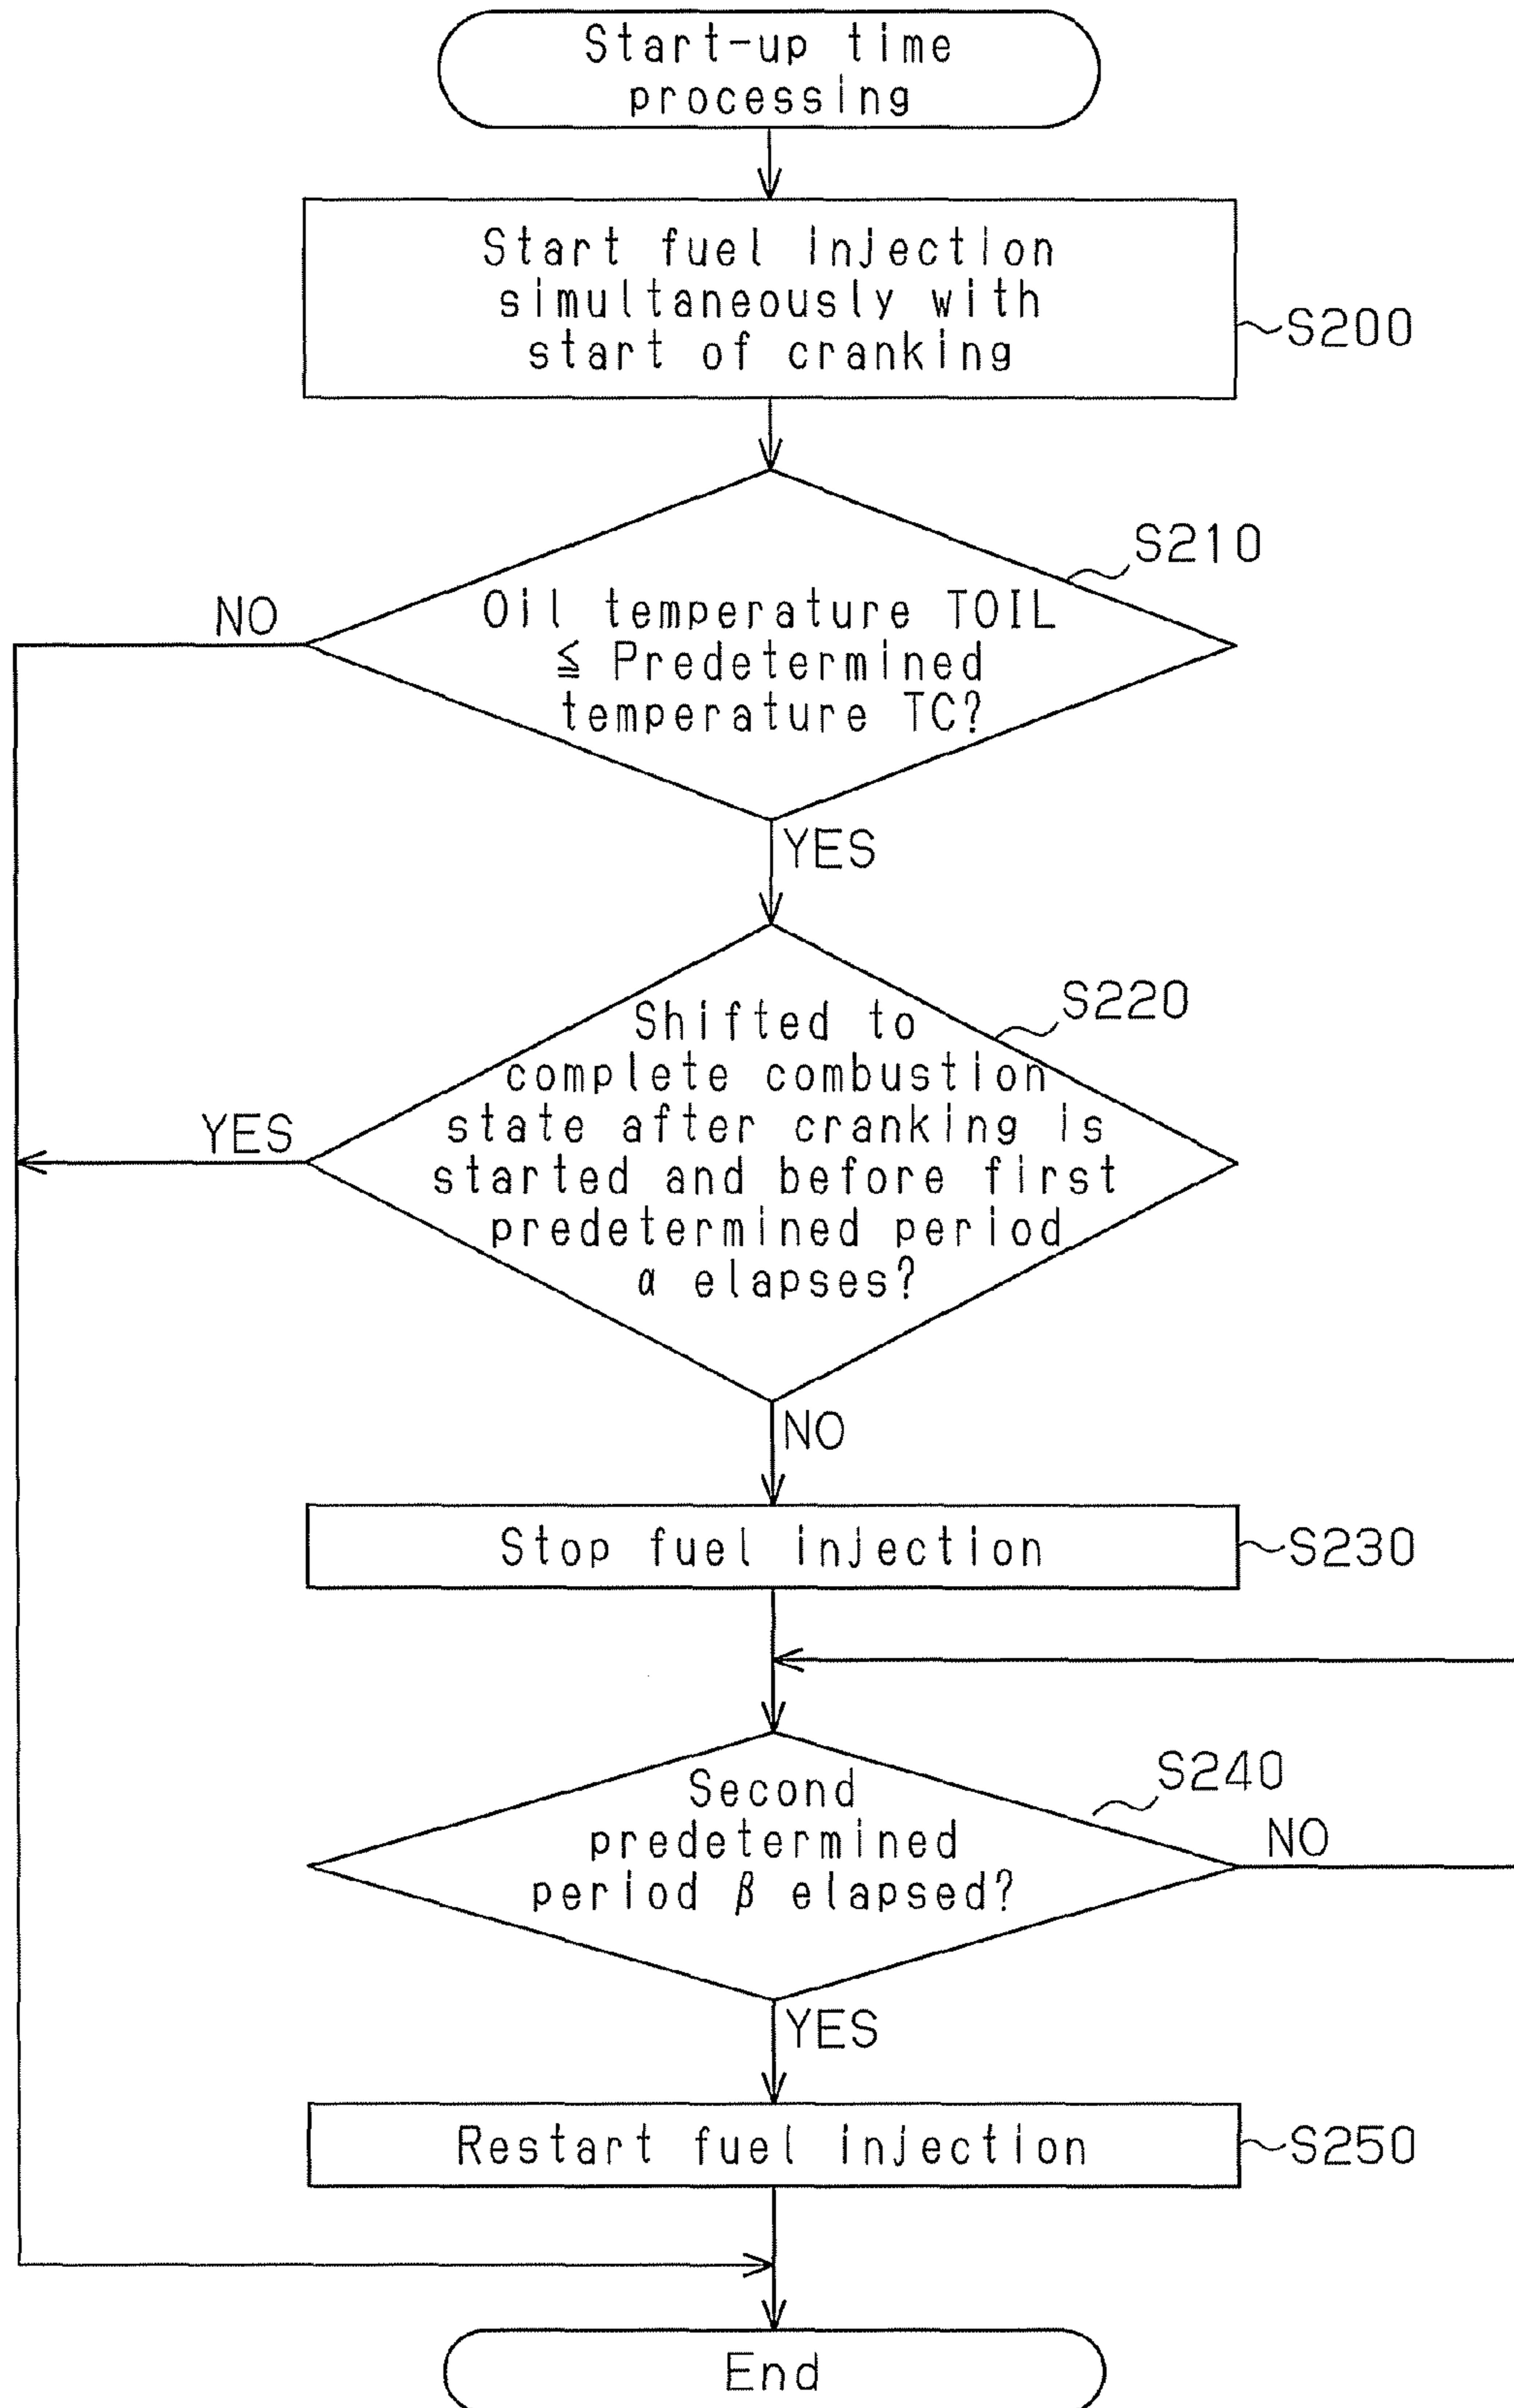 Start-up time
processing
Start fuel injection
simultaneously with
start of cranking
S200
S210
NO
Oil temperature TOIL
≦ Predetermined
temperature TC?
YES
S220
Shifted to
complete combustion
state after cranking is
started and before first
predetermined period
α elapses?
YES
NO
Stop fuel injection
S230
S240
Second
predetermined
period β elapsed?
NO
YES
Restart fuel injection
S250
End